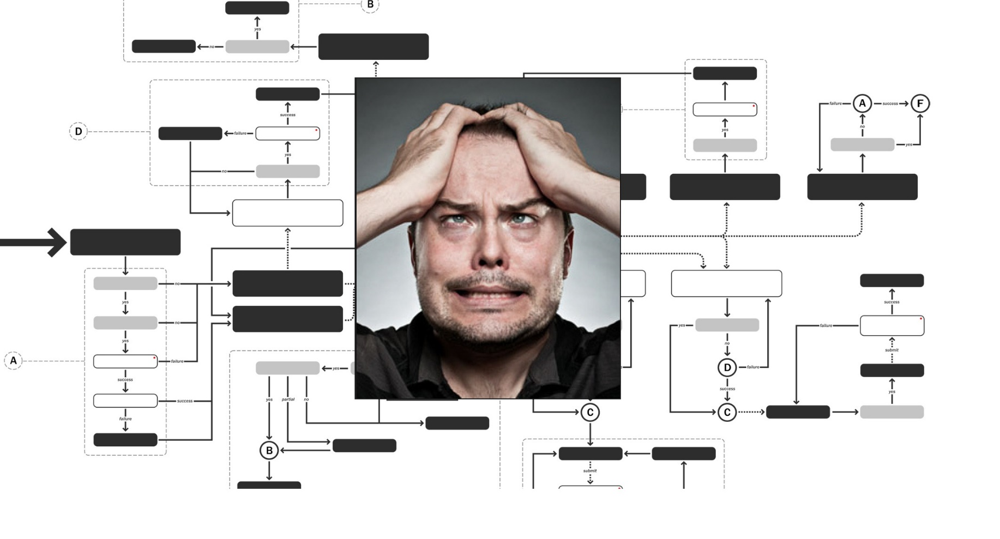 B
yes
no
failure
A
success
F
D
success
no
failure
yes
yes
yes
no
no
yes
no
success
yes
yes
no
failure
submit
yes
no
A
failure
D
failure
success
yes
success
yes
partial
no
success
failure
C
C
B
submit